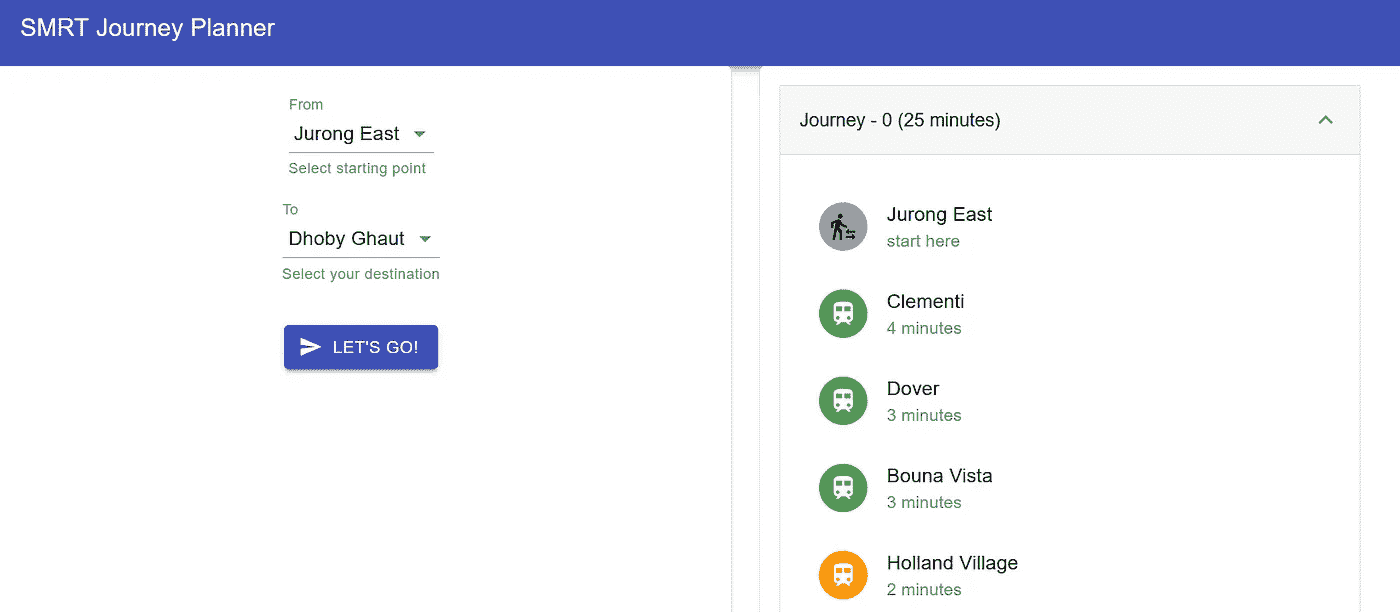 SMRT Journey Planner
From
Jurong East
Select starting point
To
Dhoby Ghaut
Select your destination
LET'S GO!
Journey - 0 (25 minutes)
Jurong East
start here
Clementi
4 minutes
Dover
3 minutes
Bouna Vista
3 minutes
Holland Village
2 minutes